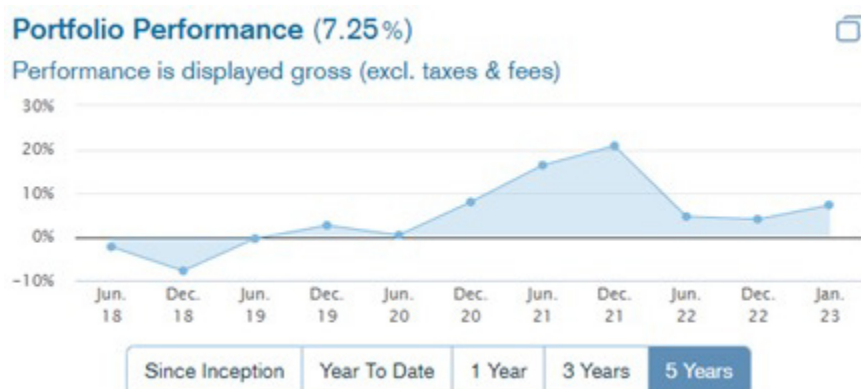 Portfolio Performance (7.25%)
Performance is displayed gross (excl. taxes & fees)
30%
20%
10%
0%
-10%
Jun. Dec. Jun. Dec. Jun. Dec. Jun. Dec. Jun. Dec. Jan.
18 18 19 19 20 20 21 21 22 22 23
Since Inception Year To Date 1 Year 3 Years 5 Years